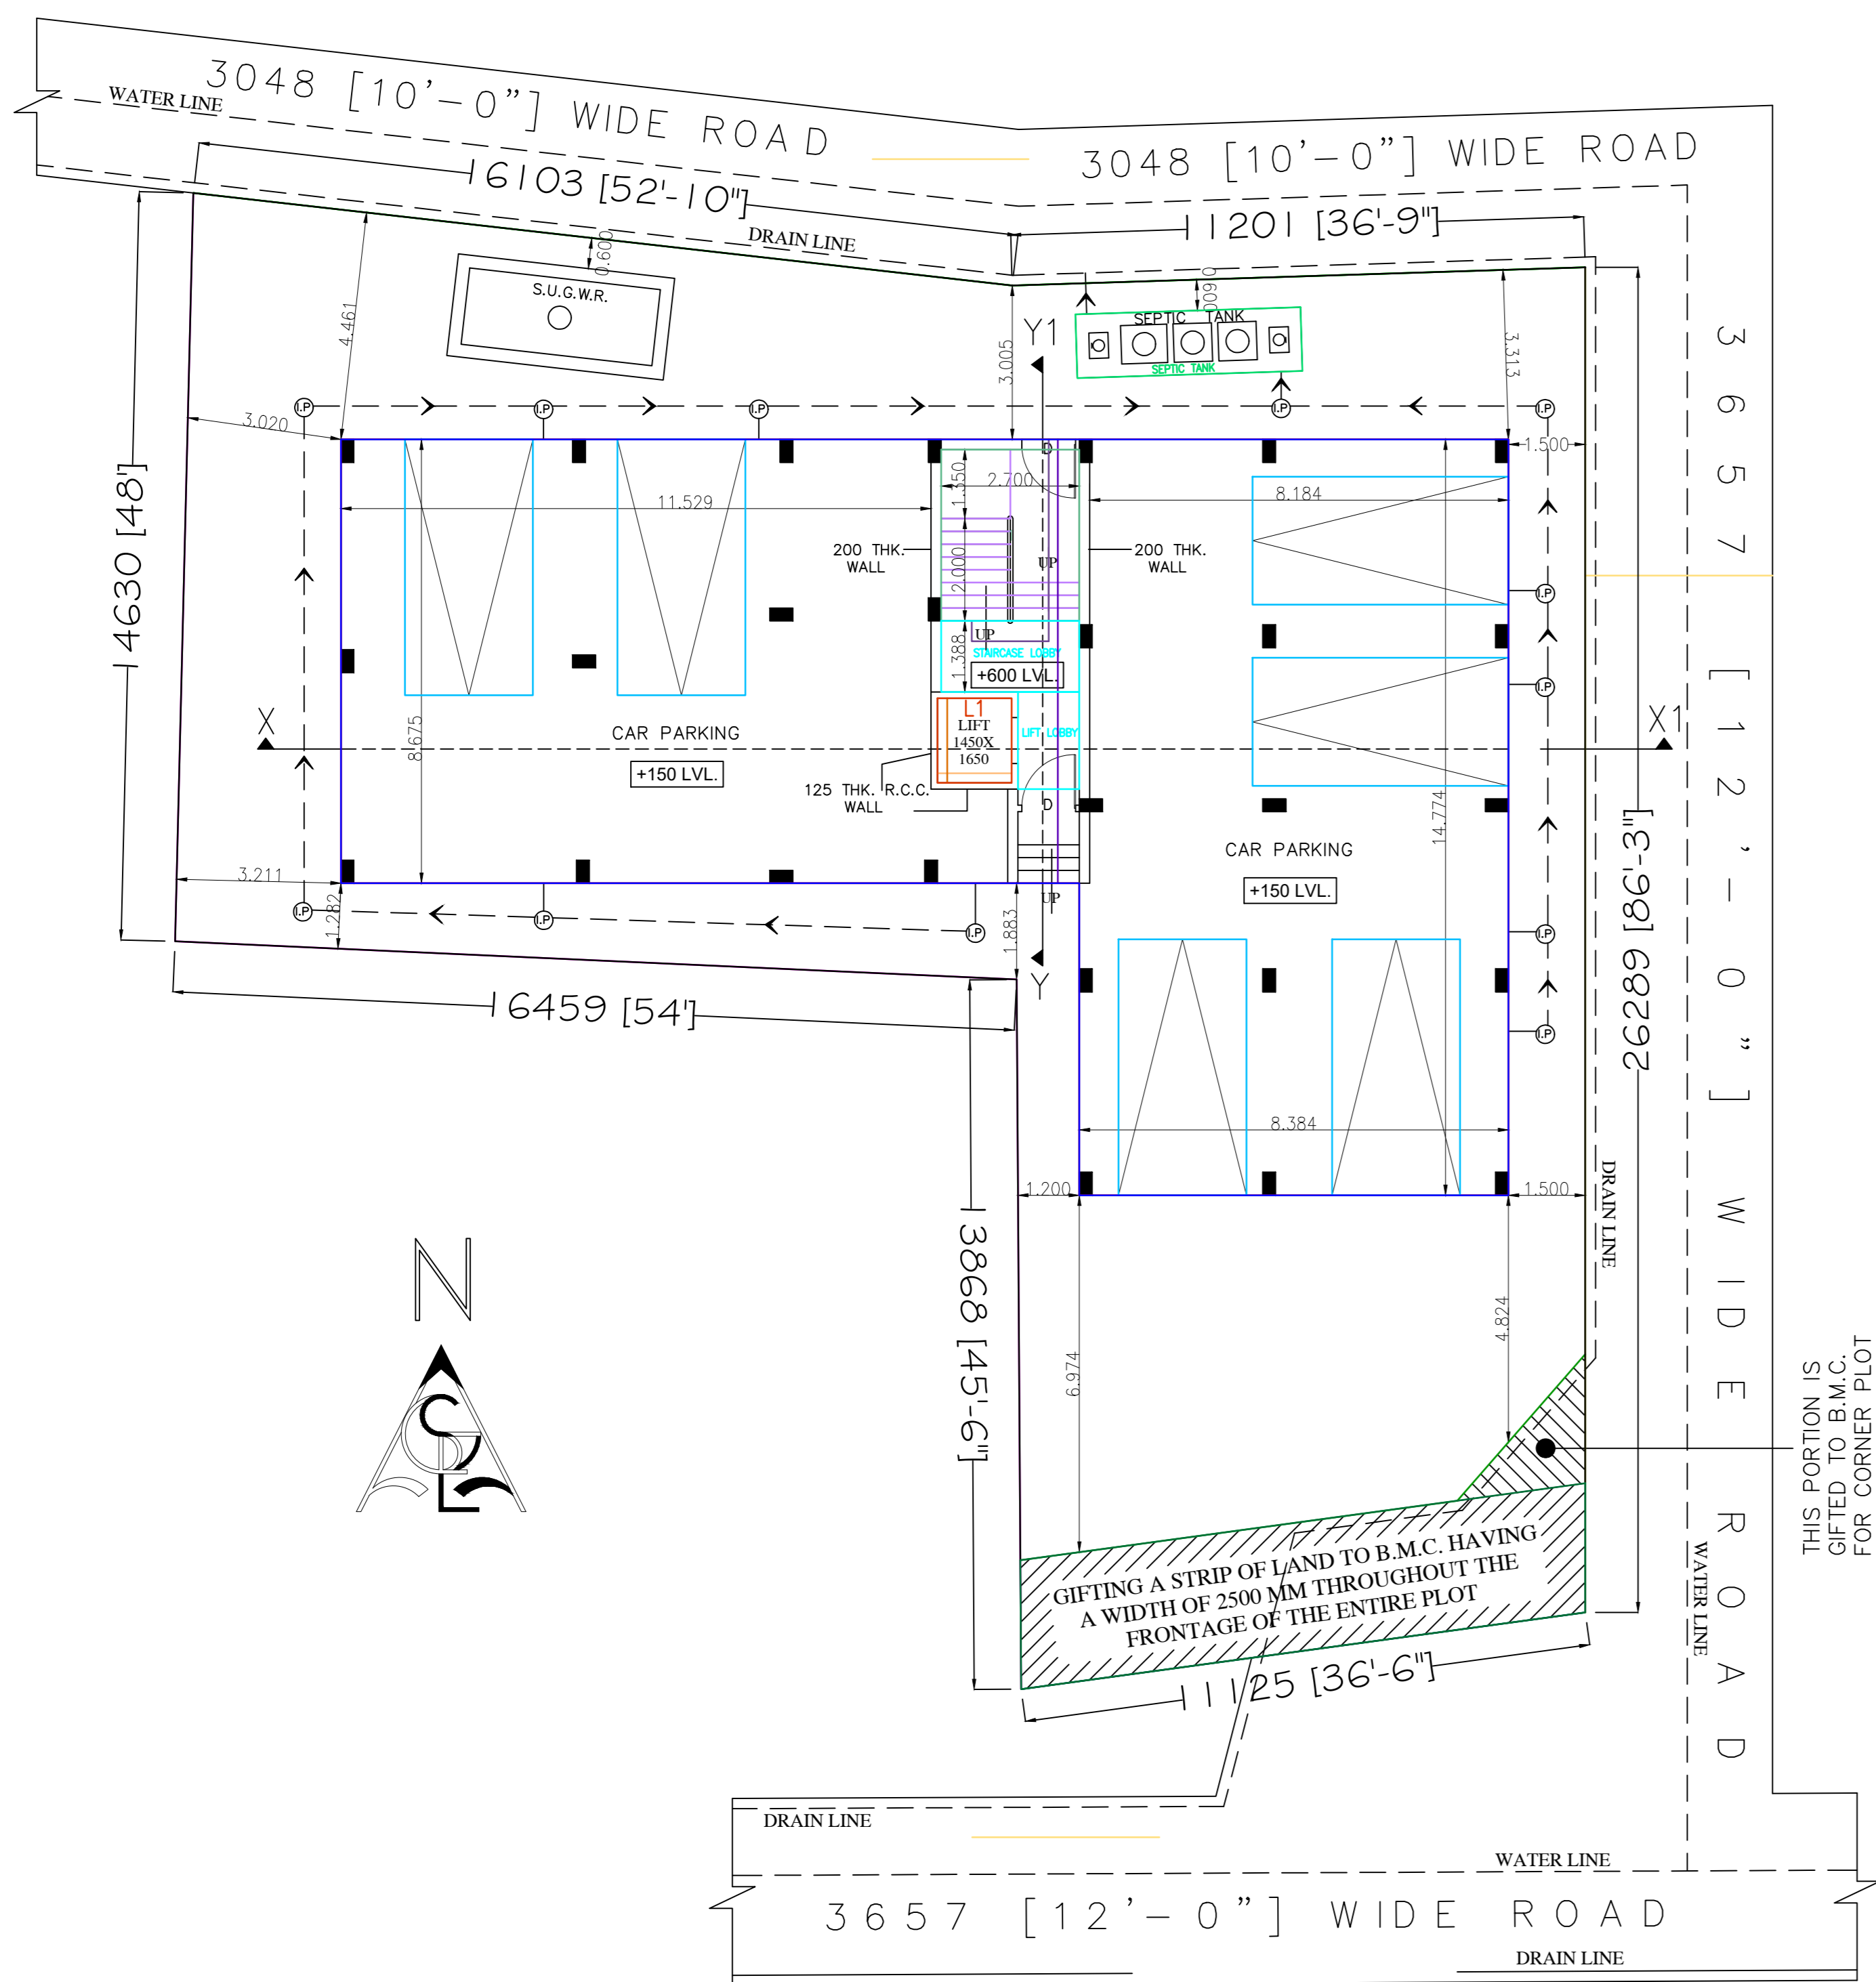 3048 [10'-0"] WIDE ROAD
WATER LINE
3048 [10'-0"] WIDE ROAD
16103 [52'-10"]
11201 [36'-9"]
DRAIN LINE
0.600
S.U.G.W.R.
0.600
SEPTIC TANK
SEPTIC TANK
4.461
3.005
Y1
3.313
3657 [12'-0"] WIDE ROAD
I.P
I.P
I.P
I.P
I.P
3.020
1.500
D
14630 [48']
1.350
2.700
11.529
8.184
200 THK.
WALL
200 THK.
WALL
2.000
UP
I.P
UP
1.388
STAIRCASE LOBBY
+600 LVL.
I.P
L1
LIFT
1450X
1650
LIFT LOBBY
X
X1
CAR PARKING
+150 LVL.
8.675
125 THK. R.C.C.
WALL
D
14.774
26289 [86'-3"]
CAR PARKING
+150 LVL.
3.211
1.282
I.P
I.P
I.P
1.883
UP
I.P
Y
16459 [54']
I.P
8.384
1.200
1.500
DRAIN LINE
13868 [45'-6"]
N
6.974
4.824
THIS PORTION IS
GIFTED TO B.M.C.
FOR CORNER PLOT
GIFTING A STRIP OF LAND TO B.M.C. HAVING
A WIDTH OF 2500 MM THROUGHOUT THE
FRONTAGE OF THE ENTIRE PLOT
WATER LINE
11125 [36'-6"]
DRAIN LINE
WATER LINE
3657 [12'-0"] WIDE ROAD
DRAIN LINE